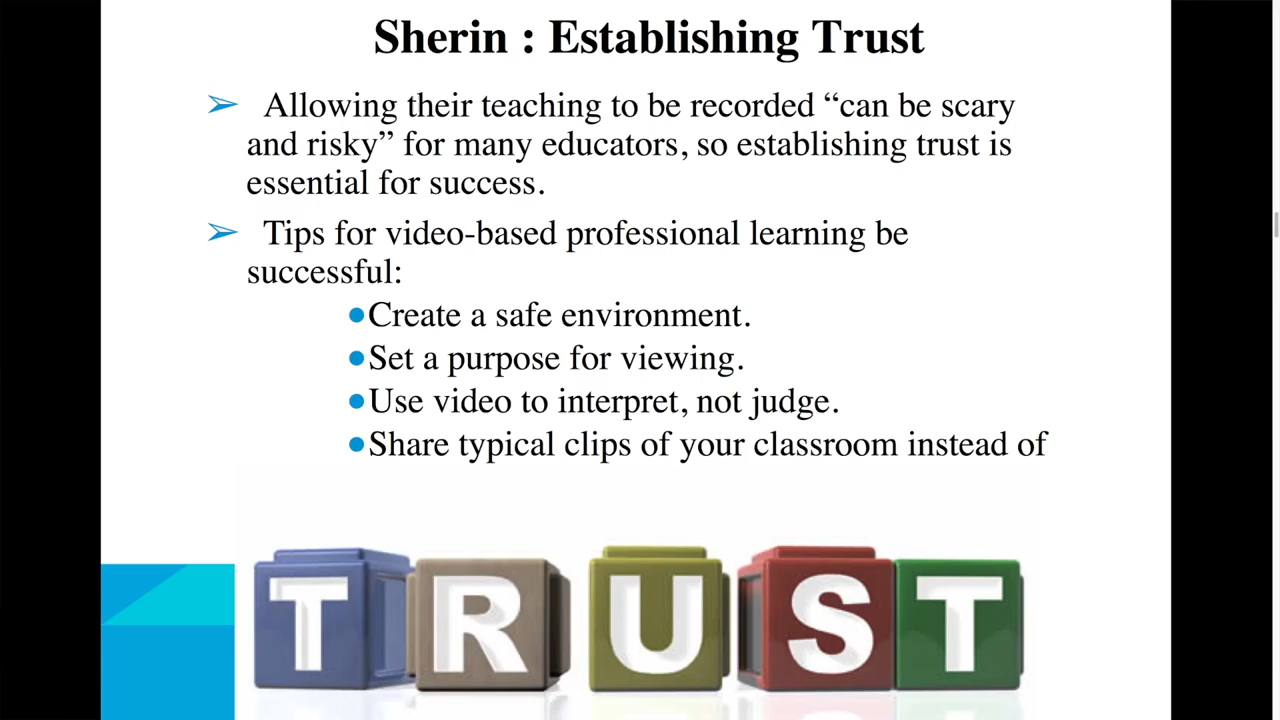 Sherin : Establishing Trust
➢ Allowing their teaching to be recorded “can be scary
and risky” for many educators, so establishing trust is
essential for success.
➢ Tips for video-based professional learning be
successful:
●Create a safe environment.
●Set a purpose for viewing.
●Use video to interpret, not judge.
●Share typical clips of your classroom instead of
TRUST